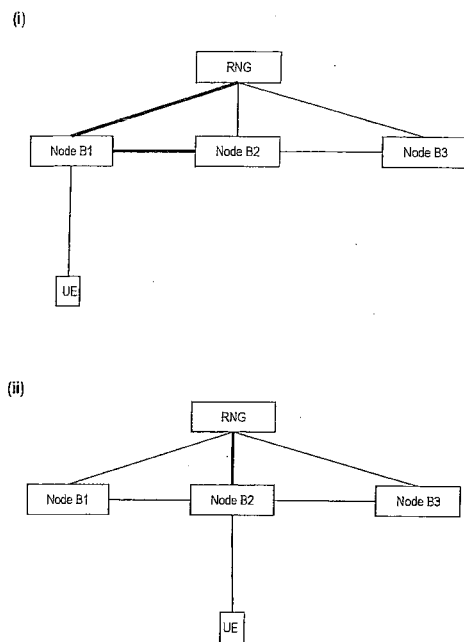 (i)
RNG
Node B1
Node B2
Node B3
UE
(ii)
RNG
Node B1
Node B2
Node B3
UE